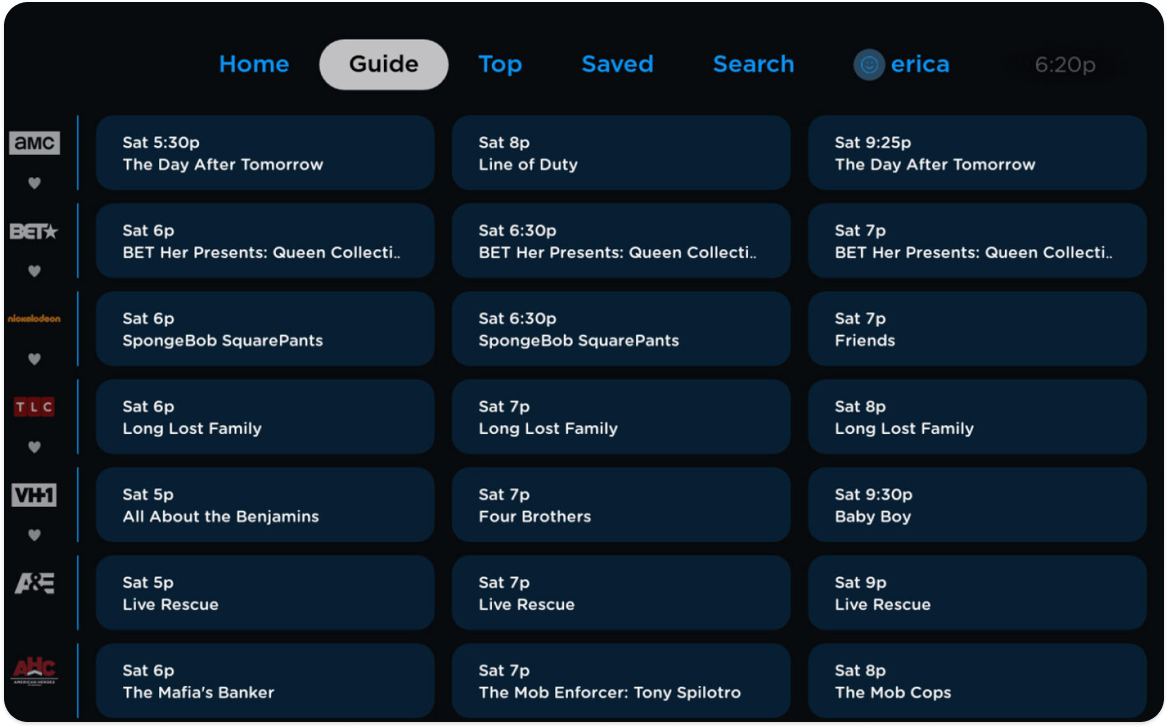 Home Guide Top Saved Search erica 6:20p
aMC
Sat 5:30p
The Day After Tomorrow
Sat 8p
Line of Duty
Sat 9:25p
The Day After Tomorrow
BET
Sat 6p
BET Her Presents: Queen Collecti..
Sat 6:30p
BET Her Presents: Queen Collecti..
Sat 7p
BET Her Presents: Queen Collecti..
nickelodeon
Sat 6p
SpongeBob SquarePants
Sat 6:30p
SpongeBob SquarePants
Sat 7p
Friends
TLC
Sat 6p
Long Lost Family
Sat 7p
Long Lost Family
Sat 8p
Long Lost Family
VH1
Sat 5p
All About the Benjamins
Sat 7p
Four Brothers
Sat 9:30p
Baby Boy
A&E
Sat 5p
Live Rescue
Sat 7p
Live Rescue
Sat 9p
Live Rescue
AHC
AMERICAN HEROES
Sat 6p
The Mafia's Banker
Sat 7p
The Mob Enforcer: Tony Spilotro
Sat 8p
The Mob Cops